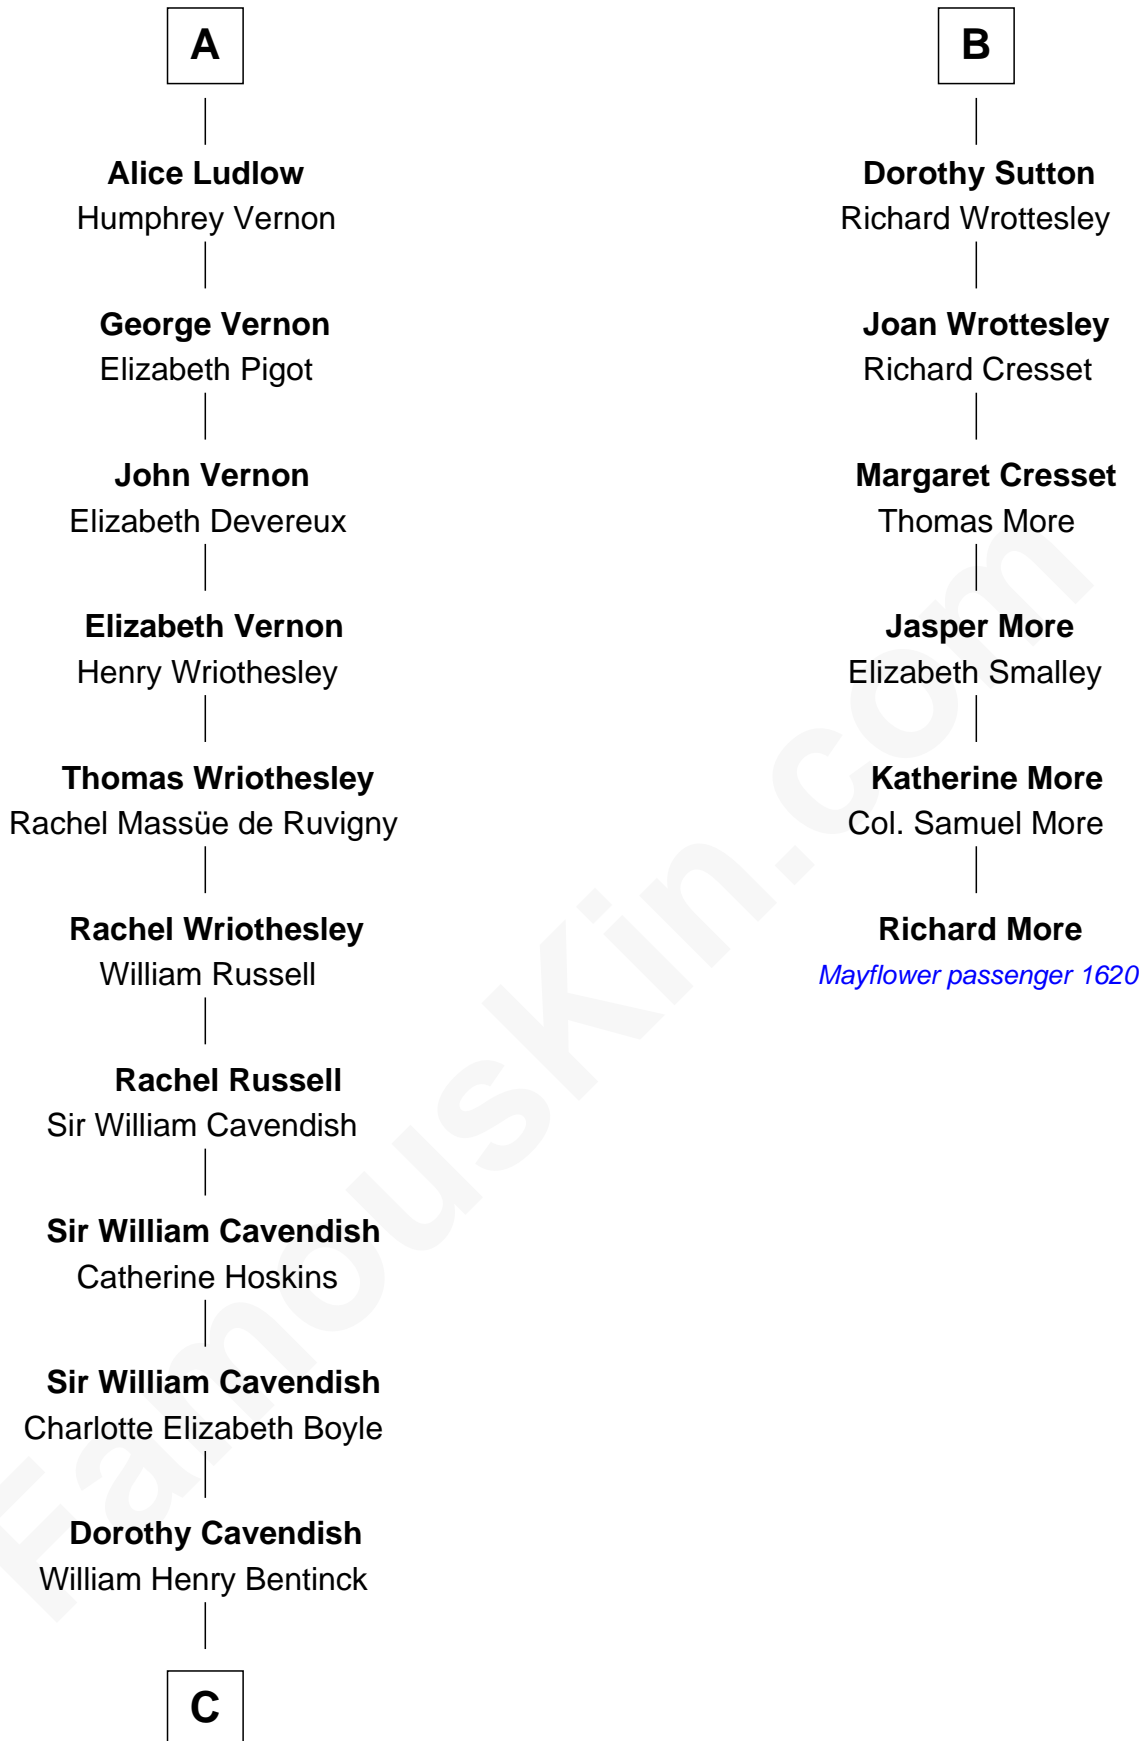 A
Alice Ludlow
Humphrey Vernon
George Vernon
Elizabeth Pigot
John Vernon
Elizabeth Devereux
Elizabeth Vernon
Henry Wriothesley
Thomas Wriothesley
Rachel Massüe de Ruvigny
Rachel Wriothesley
William Russell
Rachel Russell
Sir William Cavendish
Sir William Cavendish
Catherine Hoskins
Sir William Cavendish
Charlotte Elizabeth Boyle
Dorothy Cavendish
William Henry Bentinck
C
B
Dorothy Sutton
Richard Wrottesley
Joan Wrottesley
Richard Cresset
Margaret Cresset
Thomas More
Jasper More
Elizabeth Smalley
Katherine More
Col. Samuel More
Richard More
Mayflower passenger 1620
FamousKin.com